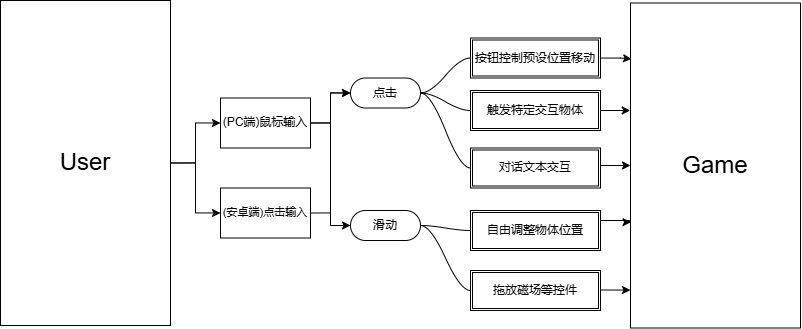 User
(PC端)鼠标输入
(安卓端)点击输入
点击
滑动
按钮控制预设位置移动
触发特定交互物体
对话文本交互
自由调整物体位置
拖放磁场等控件
Game